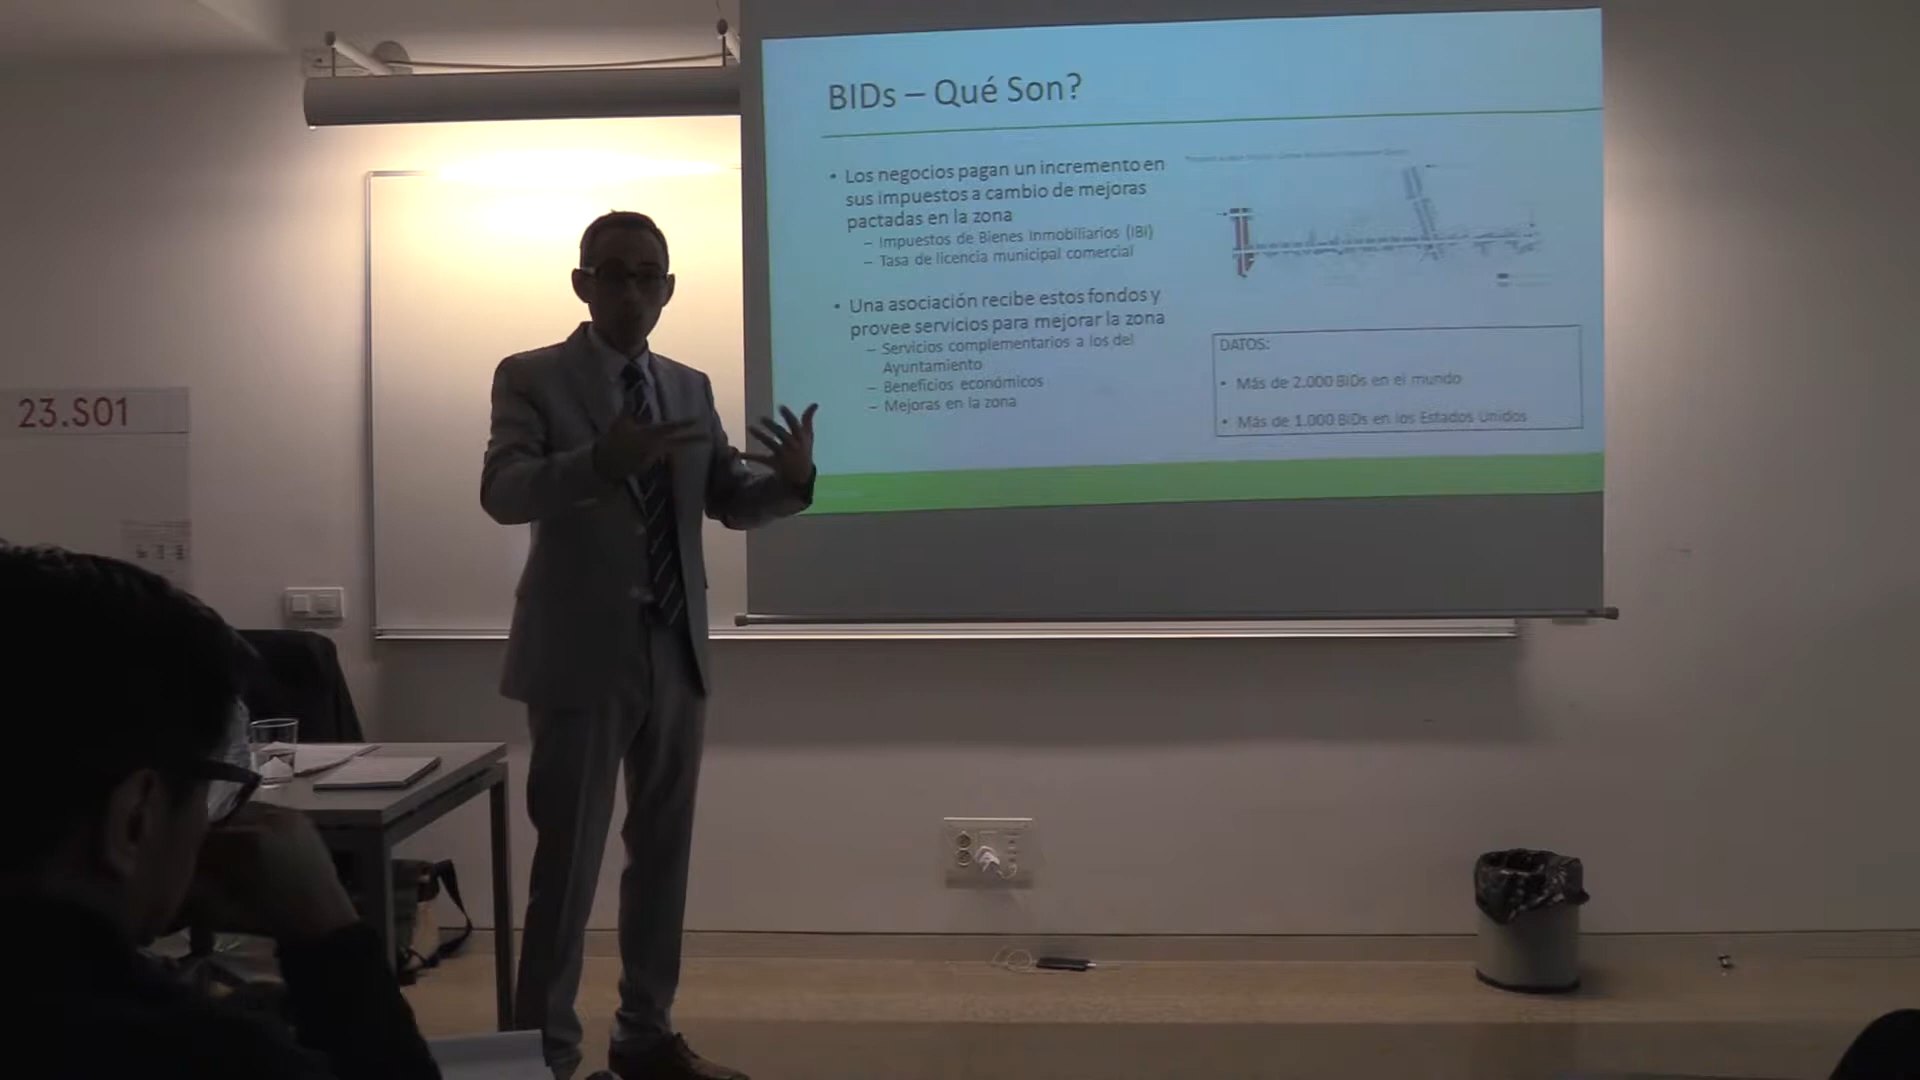 BIDs – Qué Son?
• Los negocios pagan un incremento en
sus impuestos a cambio de mejoras
pactadas en la zona
– Impuestos de Bienes Inmobiliarios (IBI)
– Tasa de licencia municipal comercial
• Una asociación recibe estos fondos y
provee servicios para mejorar la zona
– Servicios complementarios a los del
Ayuntamiento
– Beneficios económicos
– Mejoras en la zona
DATOS:
• Más de 2.000 BIDs en el mundo
• Más de 1.000 BIDs en los Estados Unidos
23.S01